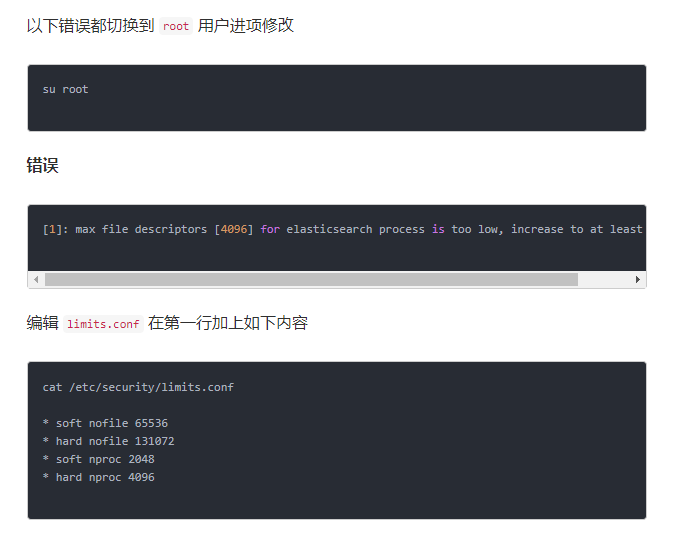 以下错误都切换到 root 用户进项修改
su root
错误
[1]: max file descriptors [4096] for elasticsearch process is too low, increase to at least
编辑 limits.conf 在第一行加上如下内容
cat /etc/security/limits.conf
* soft nofile 65536
* hard nofile 131072
* soft nproc 2048
* hard nproc 4096